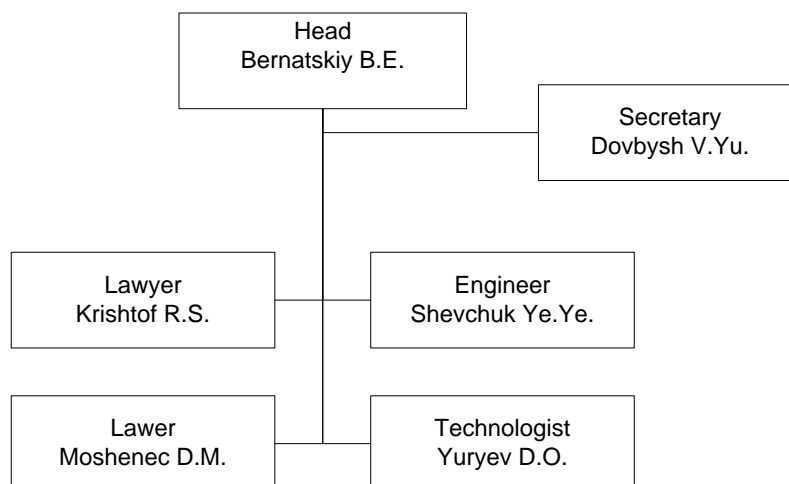 Head
Bernatskiy B.E.
Secretary
Dovbysh V.Yu.
Lawyer
Krishtof R.S.
Engineer
Shevchuk Ye.Ye.
Lawer
Moshenec D.M.
Technologist
Yuryev D.O.